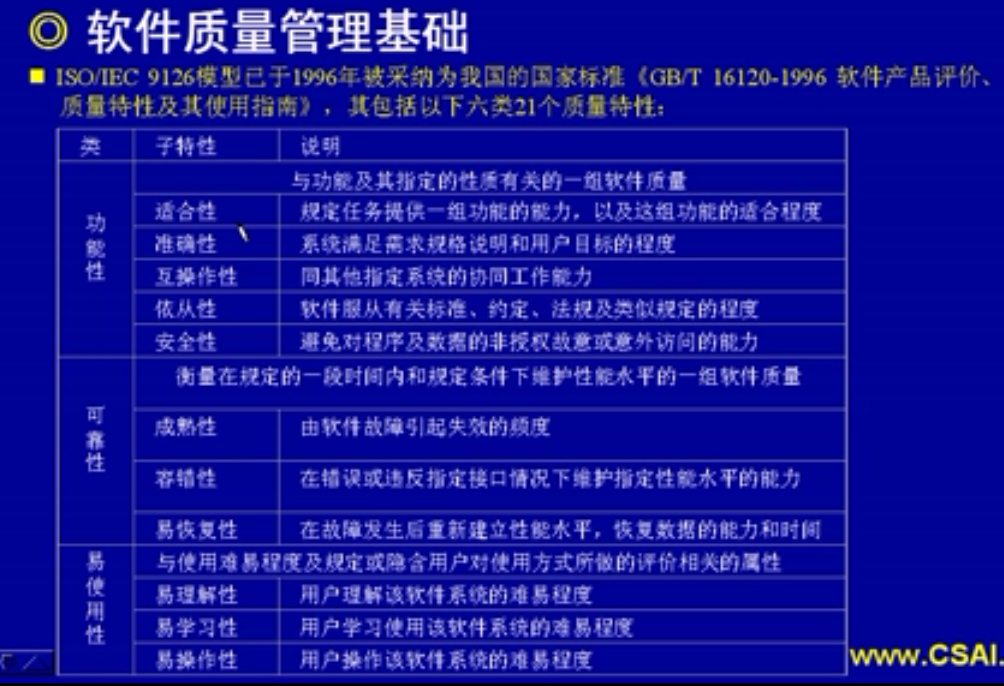 ◎ 软件质量管理基础
■ ISO/IEC 9126模型已于1996年被采纳为我国的国家标准《GB/T 16120-1996 软件产品评价、
质量特性及其使用指南》，其包括以下六类21个质量特性：
类 子特性 说明
功能性
与功能及其指定的性质有关的一组软件质量
适合性 规定任务提供一组功能的能力，以及这组功能的适合程度
准确性 系统满足需求规格说明和用户目标的程度
互操作性 同其他指定系统的协同工作能力
依从性 软件服从有关标准、约定、法规及类似规定的程度
安全性 避免对程序及数据的非授权故意或意外访问的能力
可靠性
衡量在规定的一段时间内和规定条件下维护性能水平的一组软件质量
成熟性 由软件故障引起失效的频度
容错性 在错误或违反指定接口情况下维护指定性能水平的能力
易恢复性 在故障发生后重新建立性能水平，恢复数据的能力和时间
易使用性
与使用难易程度及规定或隐含用户对使用方式所做的评价相关的属性
易理解性 用户理解该软件系统的难易程度
易学习性 用户学习使用该软件系统的难易程度
易操作性 用户操作该软件系统的难易程度
www.CSAI.